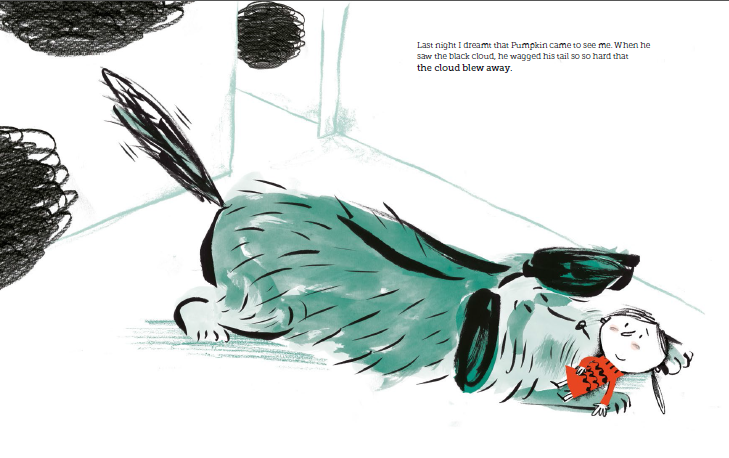 Last night I dreamt that Pumpkin came to see me. When he
saw the black cloud, he wagged his tail so so hard that
the cloud blew away.